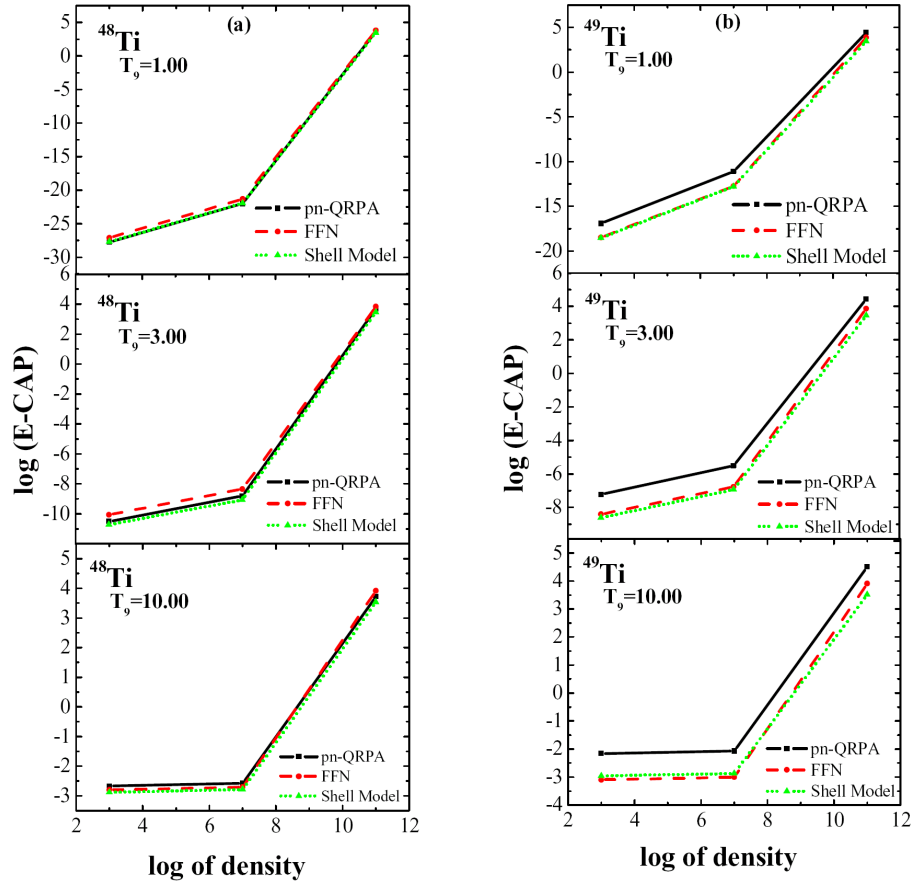 (a)
48Ti
T9=1.00
5
0
-5
-10
-15
-20
-25
-30
pn-QRPA
FFN
Shell Model
48Ti
T9=3.00
6
4
2
0
-2
-4
-6
-8
-10
pn-QRPA
FFN
Shell Model
48Ti
T9=10.00
5
4
3
2
1
0
-1
-2
-3
pn-QRPA
FFN
Shell Model
2 4 6 8 10 12
log of density
log (E-CAP)
(b)
49Ti
T9=1.00
5
0
-5
-10
-15
-20
pn-QRPA
FFN
Shell Model
49Ti
T9=3.00
6
4
2
0
-2
-4
-6
-8
pn-QRPA
FFN
Shell Model
49Ti
T9=10.00
5
4
3
2
1
0
-1
-2
-3
-4
pn-QRPA
FFN
Shell Model
2 4 6 8 10 12
log of density
log (E-CAP)